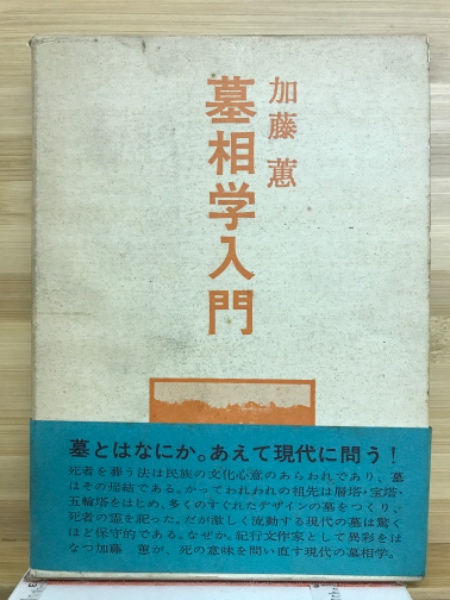 加藤 蕙
墓相学入門
墓とはなにか。あえて現代に問う！
死者を葬う法は民族の文化心意のあらわれであり、墓
はその帰結である。かってわれわれの祖先は層塔・宝塔・
五輪塔をはじめ、多くのすぐれたデザインの墓をつくり、
死者の霊を祀った。だが激しく流動する現代の墓は驚く
ほど保守的である。なぜか。紀行文作家として異彩をは
なつ加藤 蕙が、死の意味を問い直す現代の墓相学。